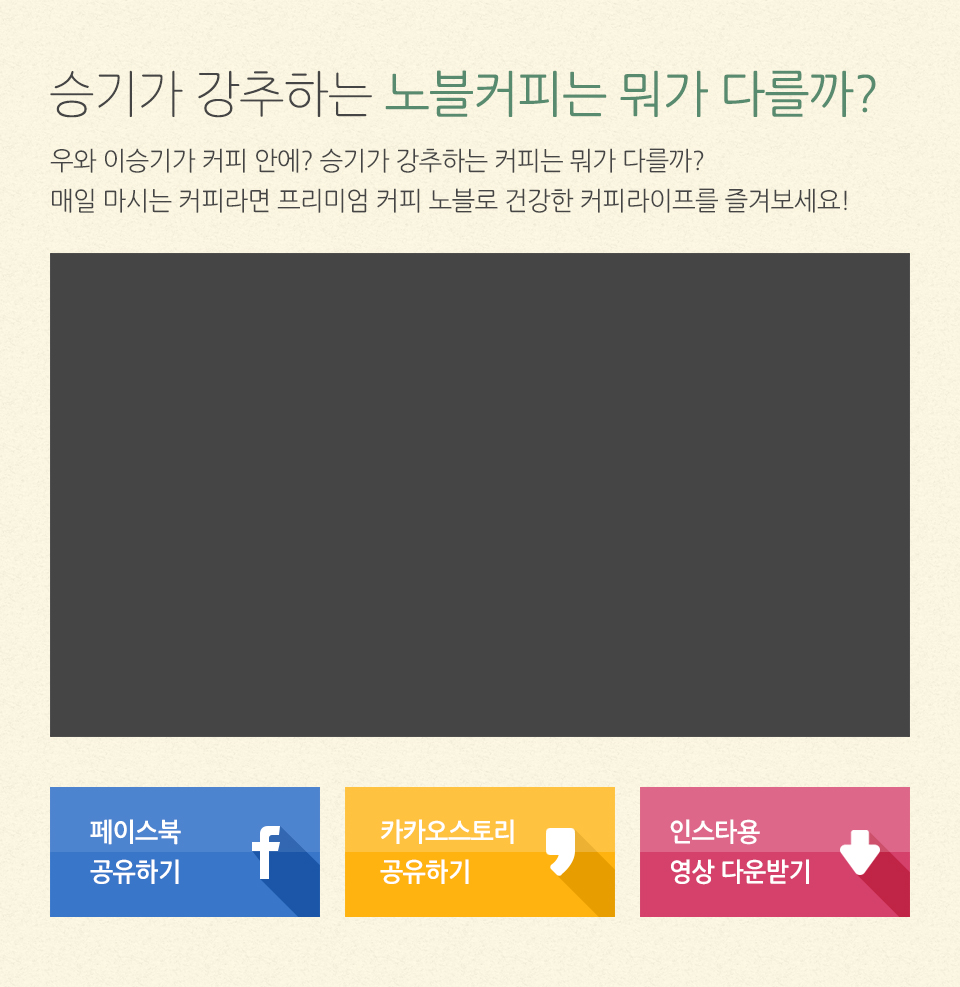 승기가 강추하는 노블커피는 뭐가 다를까?
우와 이승기가 커피 안에? 승기가 강추하는 커피는 뭐가 다를까?
매일 마시는 커피라면 프리미엄 커피 노블로 건강한 커피라이프를 즐겨보세요!
페이스북
공유하기
카카오스토리
공유하기
인스타용
영상 다운받기